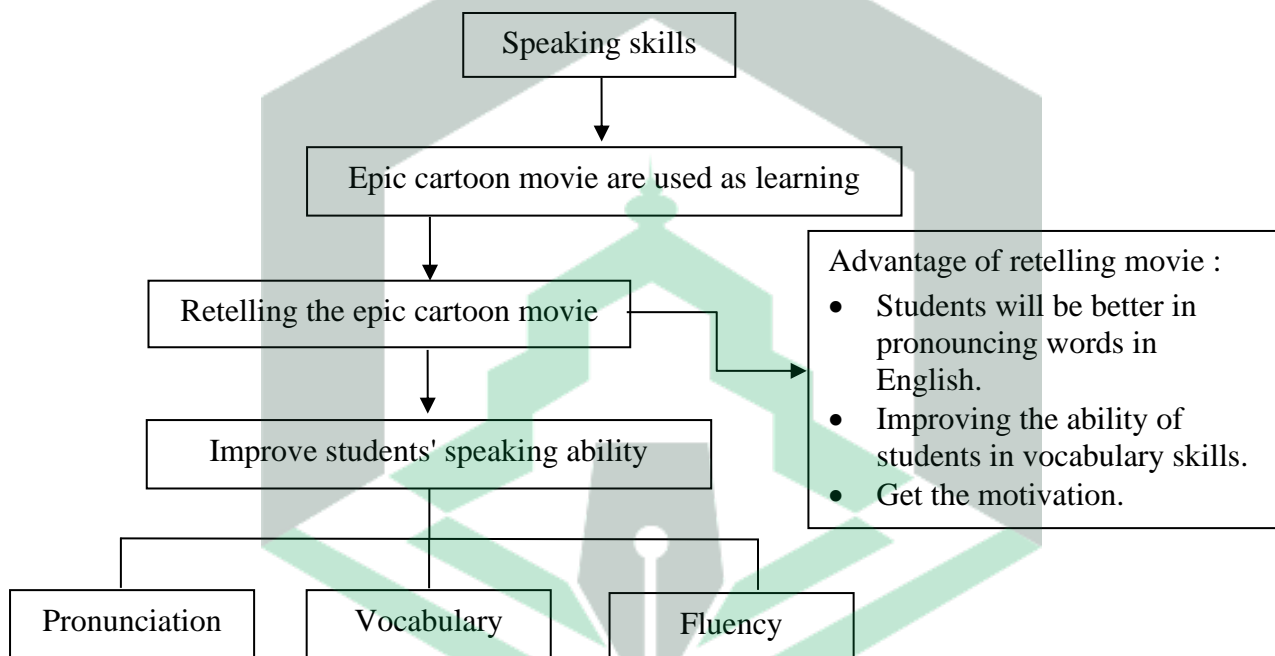 Speaking skills
Epic cartoon movie are used as learning
Retelling the epic cartoon movie
Advantage of retelling movie :
• Students will be better in
pronouncing words in
English.
• Improving the ability of
students in vocabulary skills.
• Get the motivation.
Improve students' speaking ability
Pronunciation
Vocabulary
Fluency